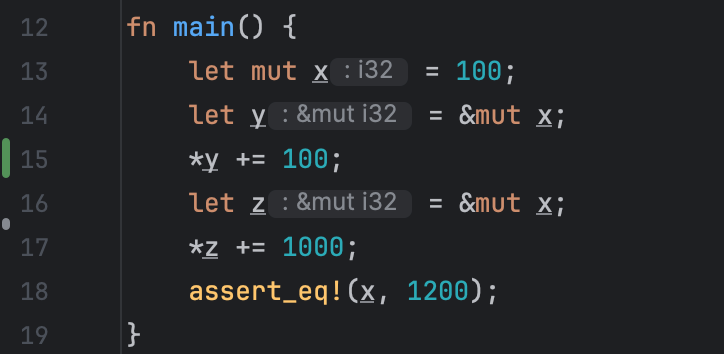 12 fn main() {
13     let mut x: i32 = 100;
14     let y: &mut i32 = &mut x;
15     *y += 100;
16     let z: &mut i32 = &mut x;
17     *z += 1000;
18     assert_eq!(x, 1200);
19 }